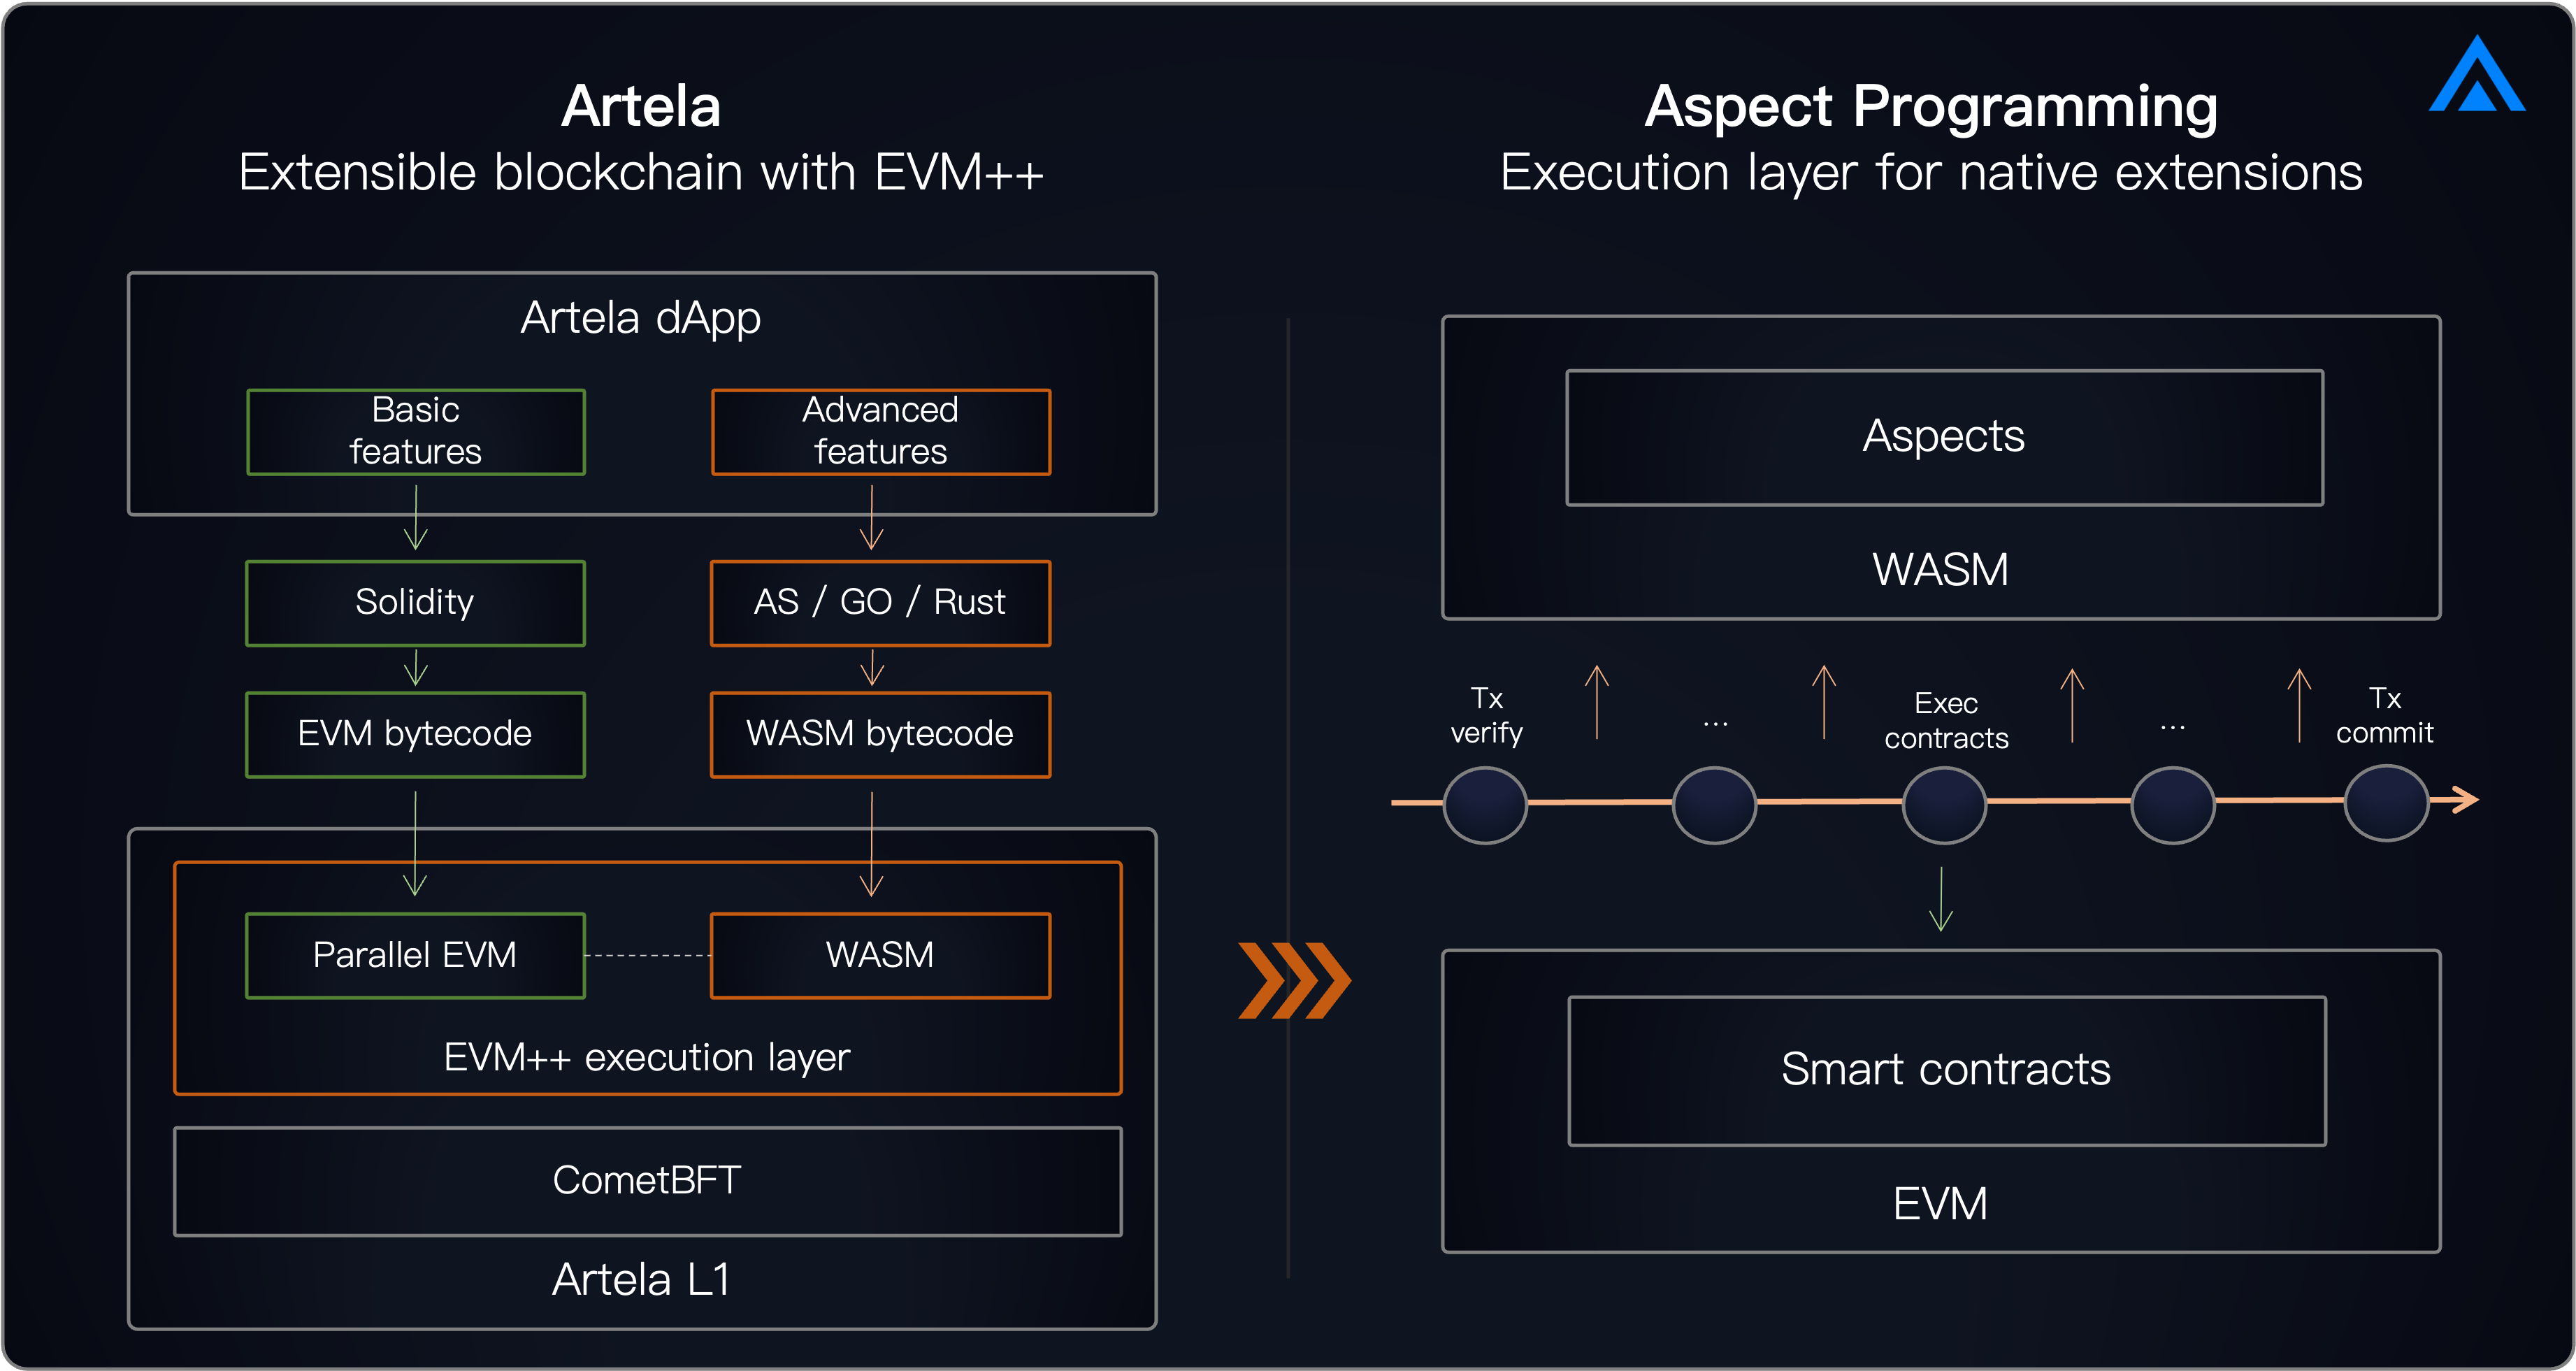 Artela
Extensible blockchain with EVM++
Artela dApp
Basic
features
Advanced
features
Solidity
AS / GO / Rust
EVM bytecode
WASM bytecode
Parallel EVM
WASM
EVM++ execution layer
CometBFT
Artela L1
Aspect Programming
Execution layer for native extensions
Aspects
WASM
Tx
verify
...
Exec
contracts
...
Tx
commit
Smart contracts
EVM